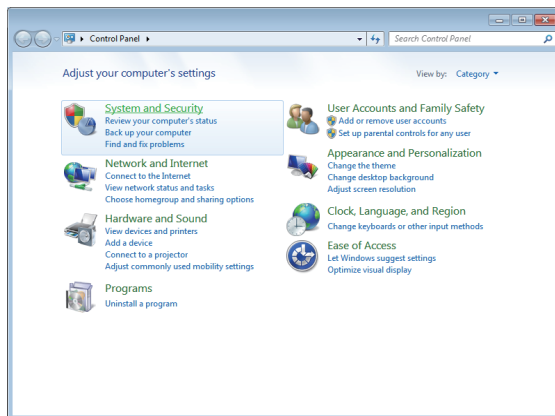 Control Panel
Search Control Panel
Adjust your computer's settings
View by: Category
System and Security
Review your computer's status
Back up your computer
Find and fix problems
Network and Internet
Connect to the Internet
View network status and tasks
Choose homegroup and sharing options
Hardware and Sound
View devices and printers
Add a device
Connect to a projector
Adjust commonly used mobility settings
Programs
Uninstall a program
User Accounts and Family Safety
Add or remove user accounts
Set up parental controls for any user
Appearance and Personalization
Change the theme
Change desktop background
Adjust screen resolution
Clock, Language, and Region
Change keyboards or other input methods
Ease of Access
Let Windows suggest settings
Optimize visual display